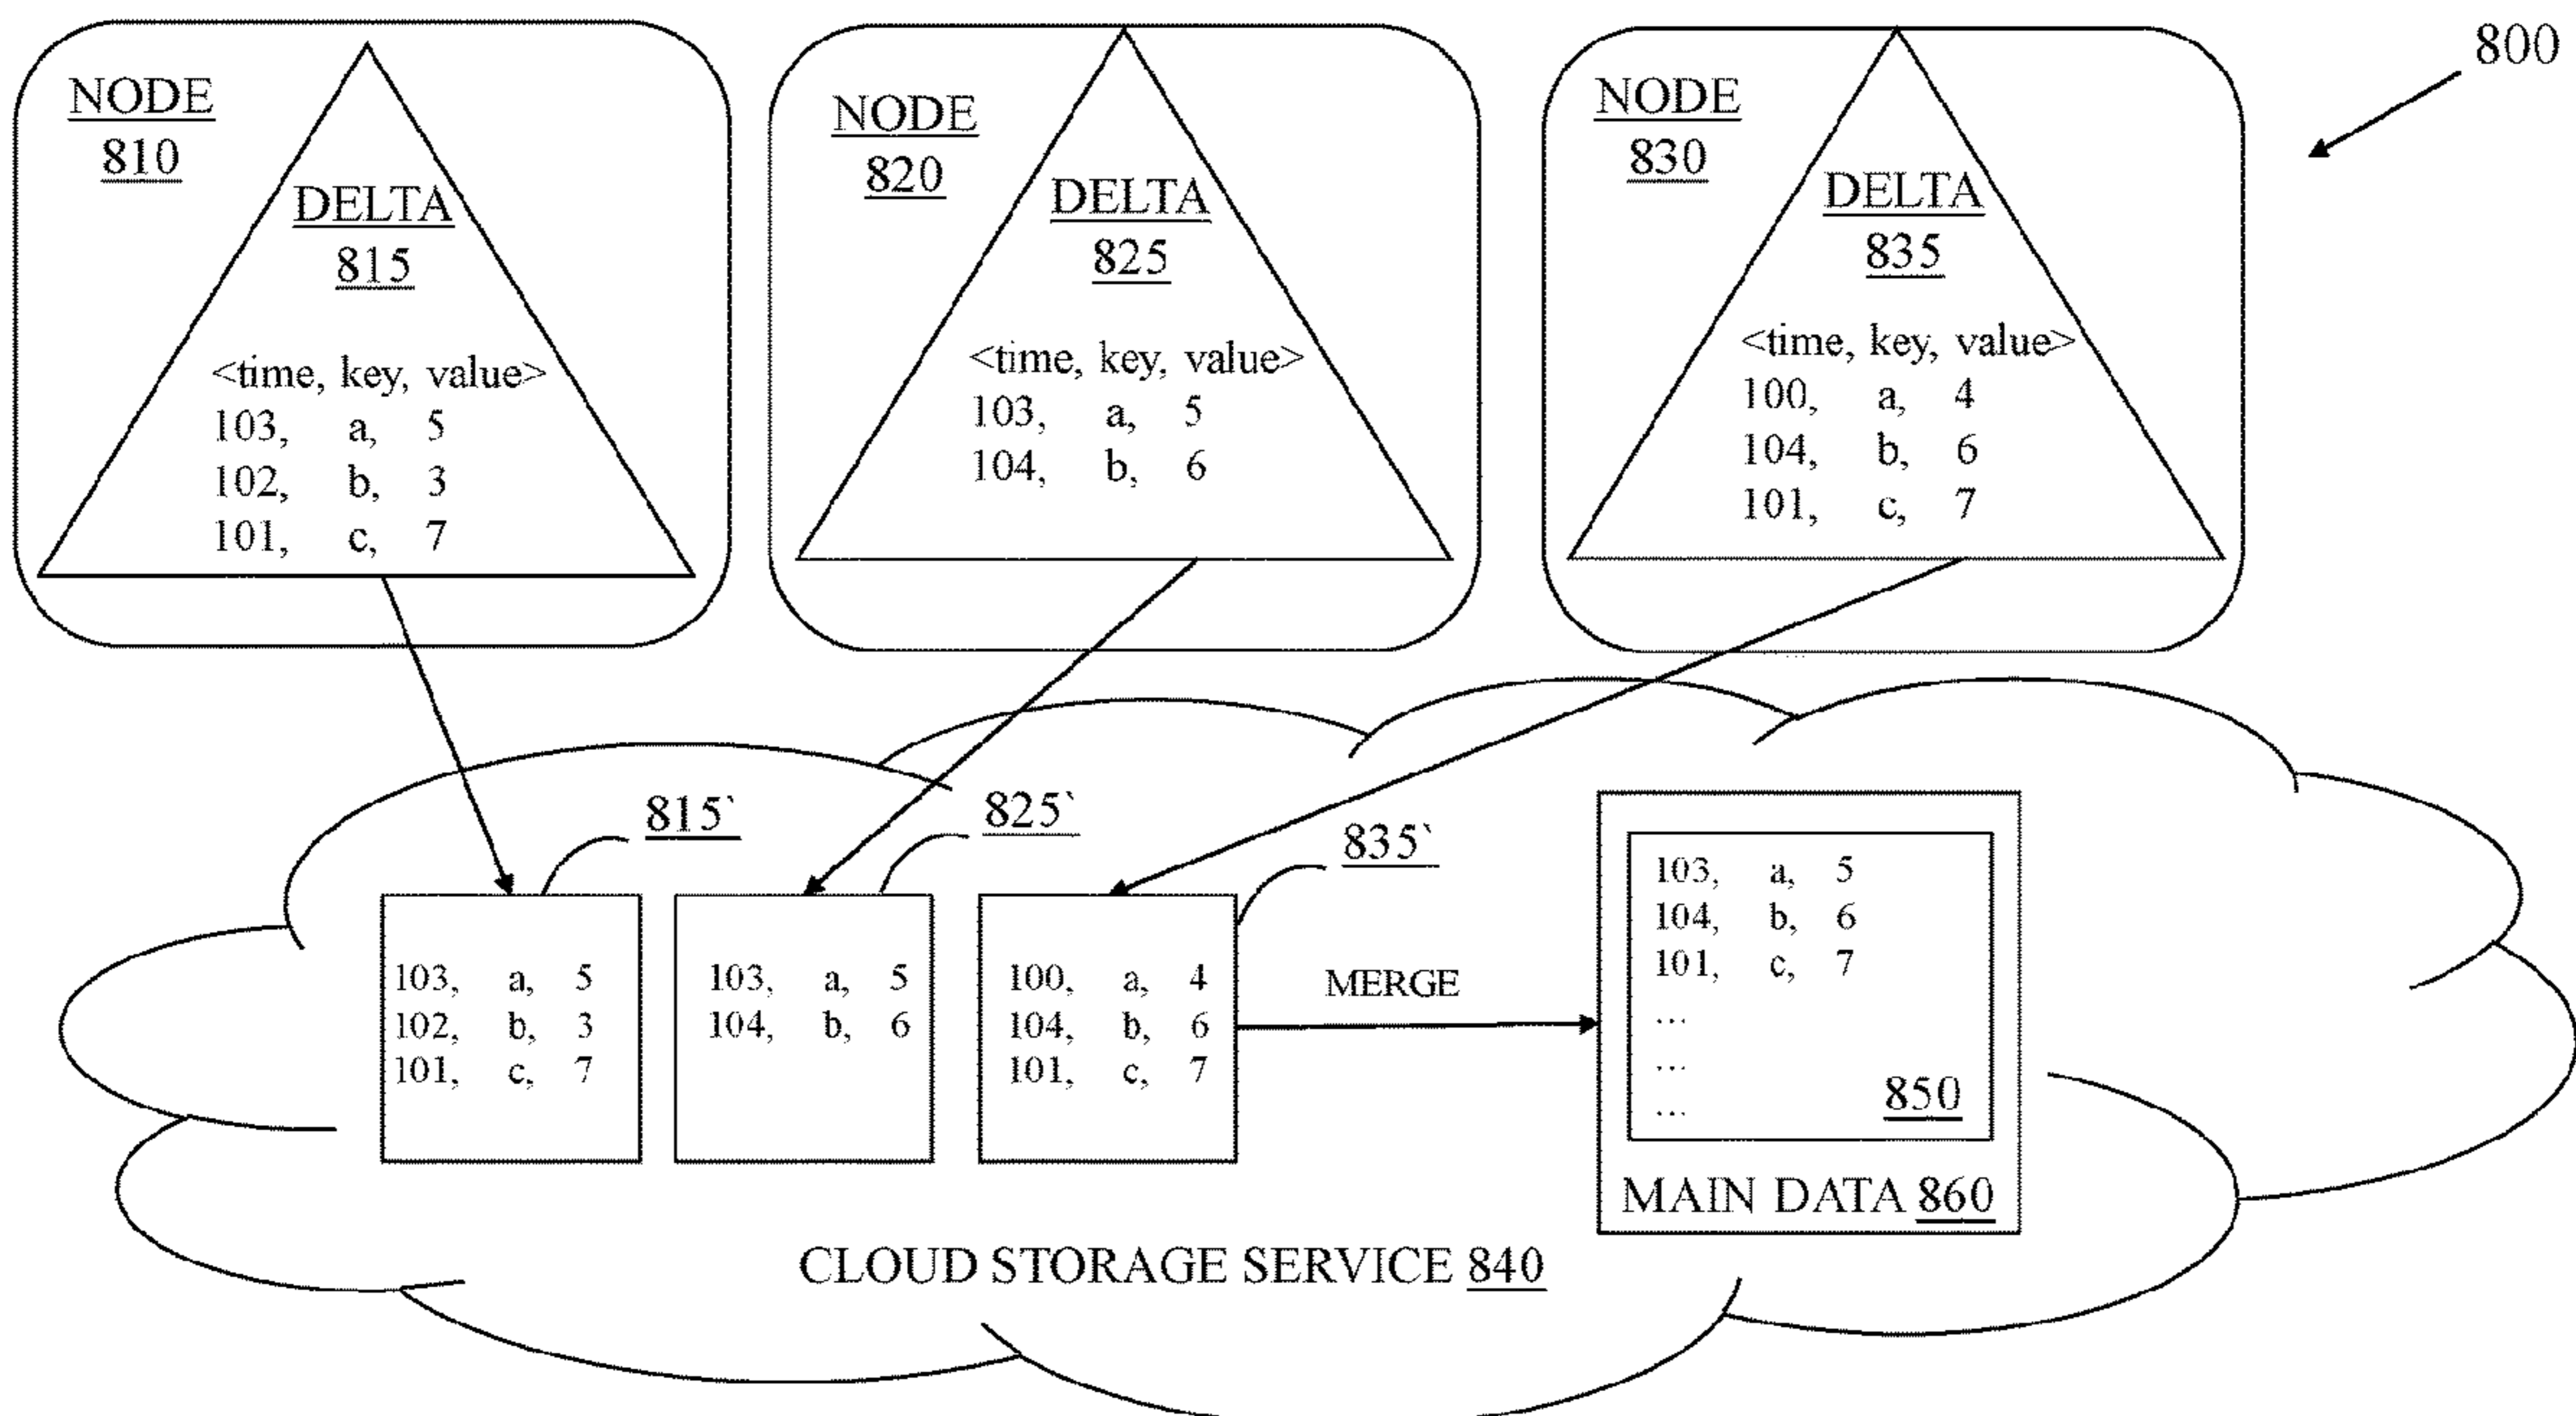 800
NODE
810
DELTA
815
<time, key, value>
103, a, 5
102, b, 3
101, c, 7
NODE
820
DELTA
825
<time, key, value>
103, a, 5
104, b, 6
NODE
830
DELTA
835
<time, key, value>
100, a, 4
104, b, 6
101, c, 7
815`
103, a, 5
102, b, 3
101, c, 7
825`
103, a, 5
104, b, 6
835`
100, a, 4
104, b, 6
101, c, 7
MERGE
103, a, 5
104, b, 6
101, c, 7
...
...
...
850
MAIN DATA 860
CLOUD STORAGE SERVICE 840